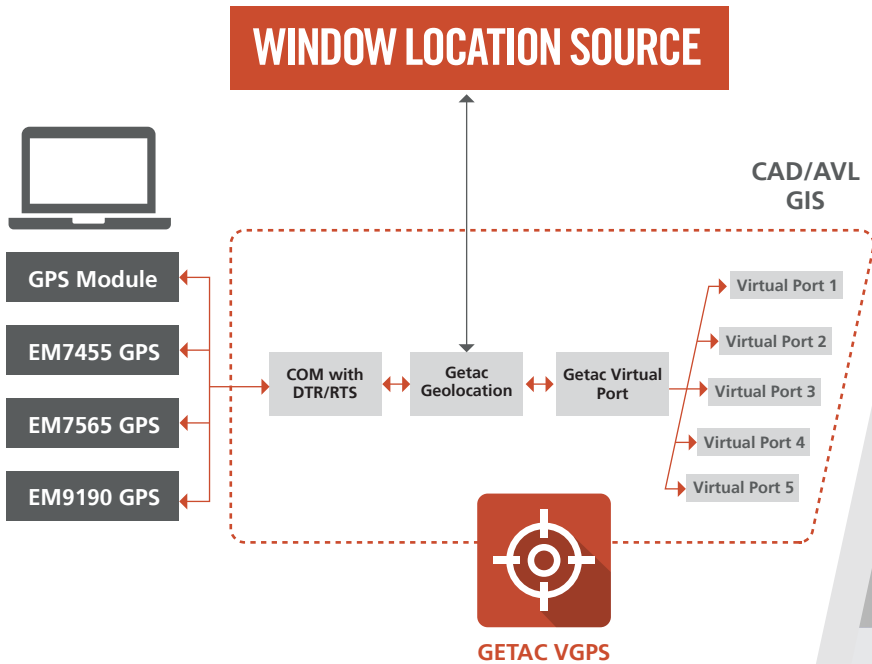 WINDOW LOCATION SOURCE
CAD/AVL
GIS
GPS Module
EM7455 GPS
EM7565 GPS
EM9190 GPS
COM with
DTR/RTS
Getac
Geolocation
Getac Virtual
Port
Virtual Port 1
Virtual Port 2
Virtual Port 3
Virtual Port 4
Virtual Port 5
GETAC VGPS